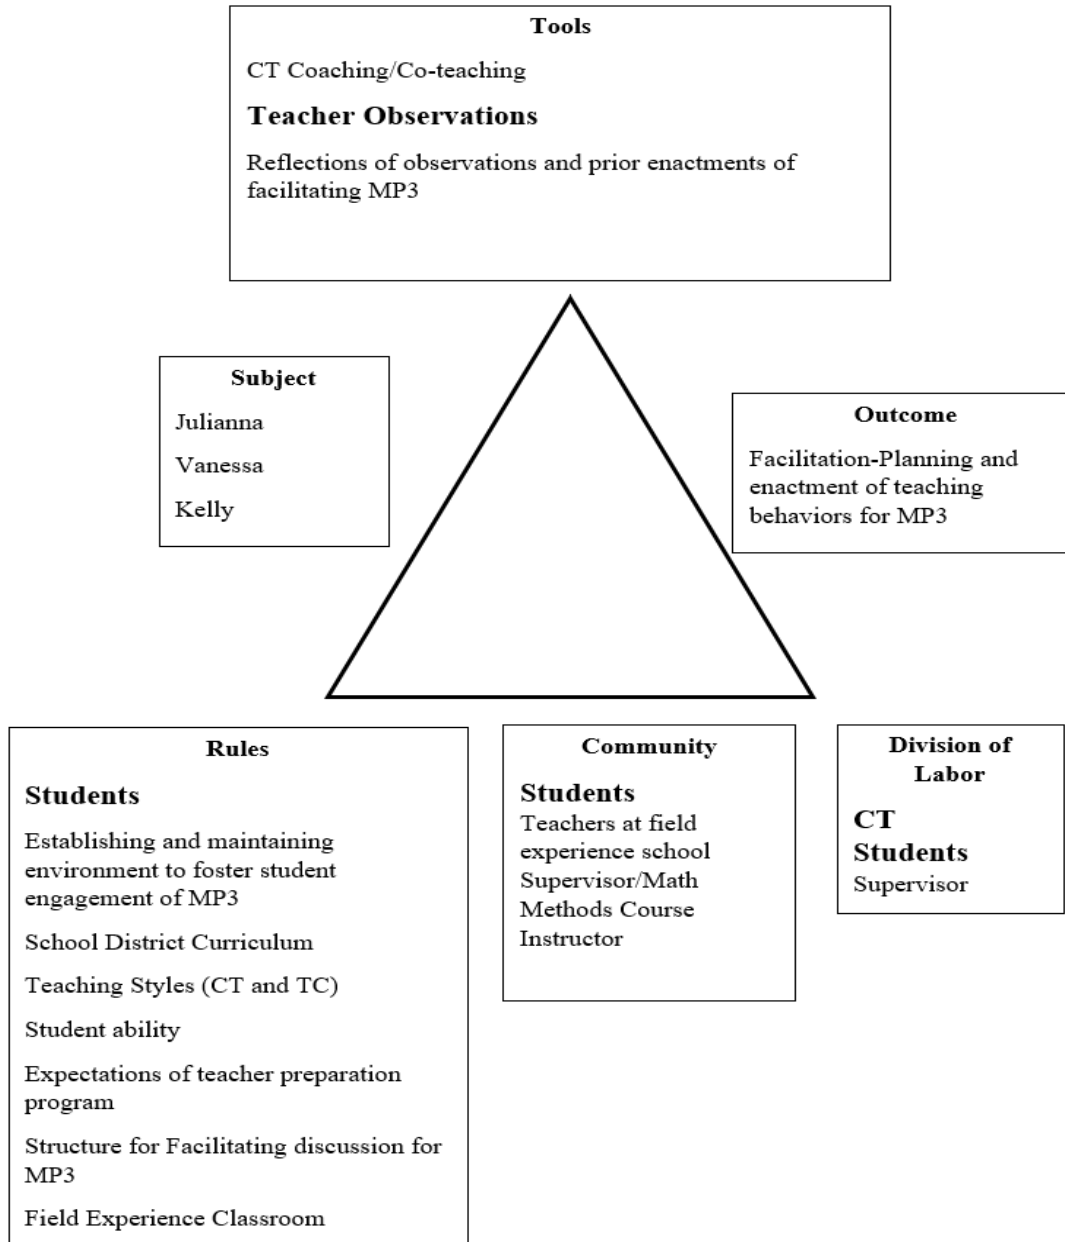 Tools
CT Coaching/Co-teaching
Teacher Observations
Reflections of observations and prior enactments of
facilitating MP3
Subject
Julianna
Vanessa
Kelly
Outcome
Facilitation-Planning and
enactment of teaching
behaviors for MP3
Rules
Students
Establishing and maintaining
environment to foster student
engagement of MP3
School District Curriculum
Teaching Styles (CT and TC)
Student ability
Expectations of teacher preparation
program
Structure for Facilitating discussion for
MP3
Field Experience Classroom
Community
Students
Teachers at field
experience school
Supervisor/Math
Methods Course
Instructor
Division of
Labor
CT
Students
Supervisor